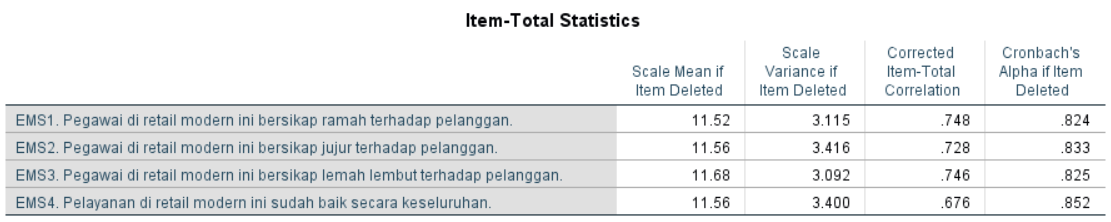 Item-Total Statistics
Scale Mean if Item Deleted
Scale Variance if Item Deleted
Corrected Item-Total Correlation
Cronbach's Alpha if Item Deleted
EMS1. Pegawai di retail modern ini bersikap ramah terhadap pelanggan. 11.52 3.115 .748 .824
EMS2. Pegawai di retail modern ini bersikap jujur terhadap pelanggan. 11.56 3.416 .728 .833
EMS3. Pegawai di retail modern ini bersikap lemah lembut terhadap pelanggan. 11.68 3.092 .746 .825
EMS4. Pelayanan di retail modern ini sudah baik secara keseluruhan. 11.56 3.400 .676 .852